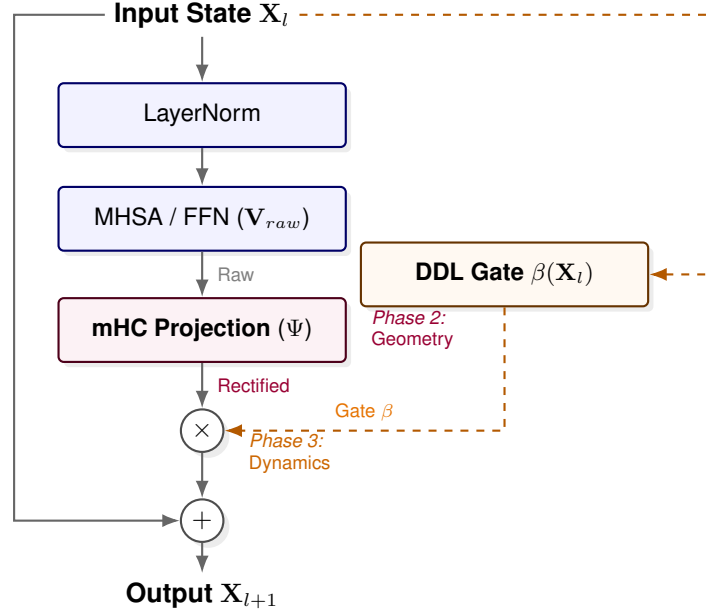 Input State X_l
LayerNorm
MHSA / FFN (V_raw)
Raw
DDL Gate β(X_l)
mHC Projection (Ψ)
Phase 2:
Geometry
Rectified
Gate β
×
Phase 3:
Dynamics
+
Output X_{l+1}